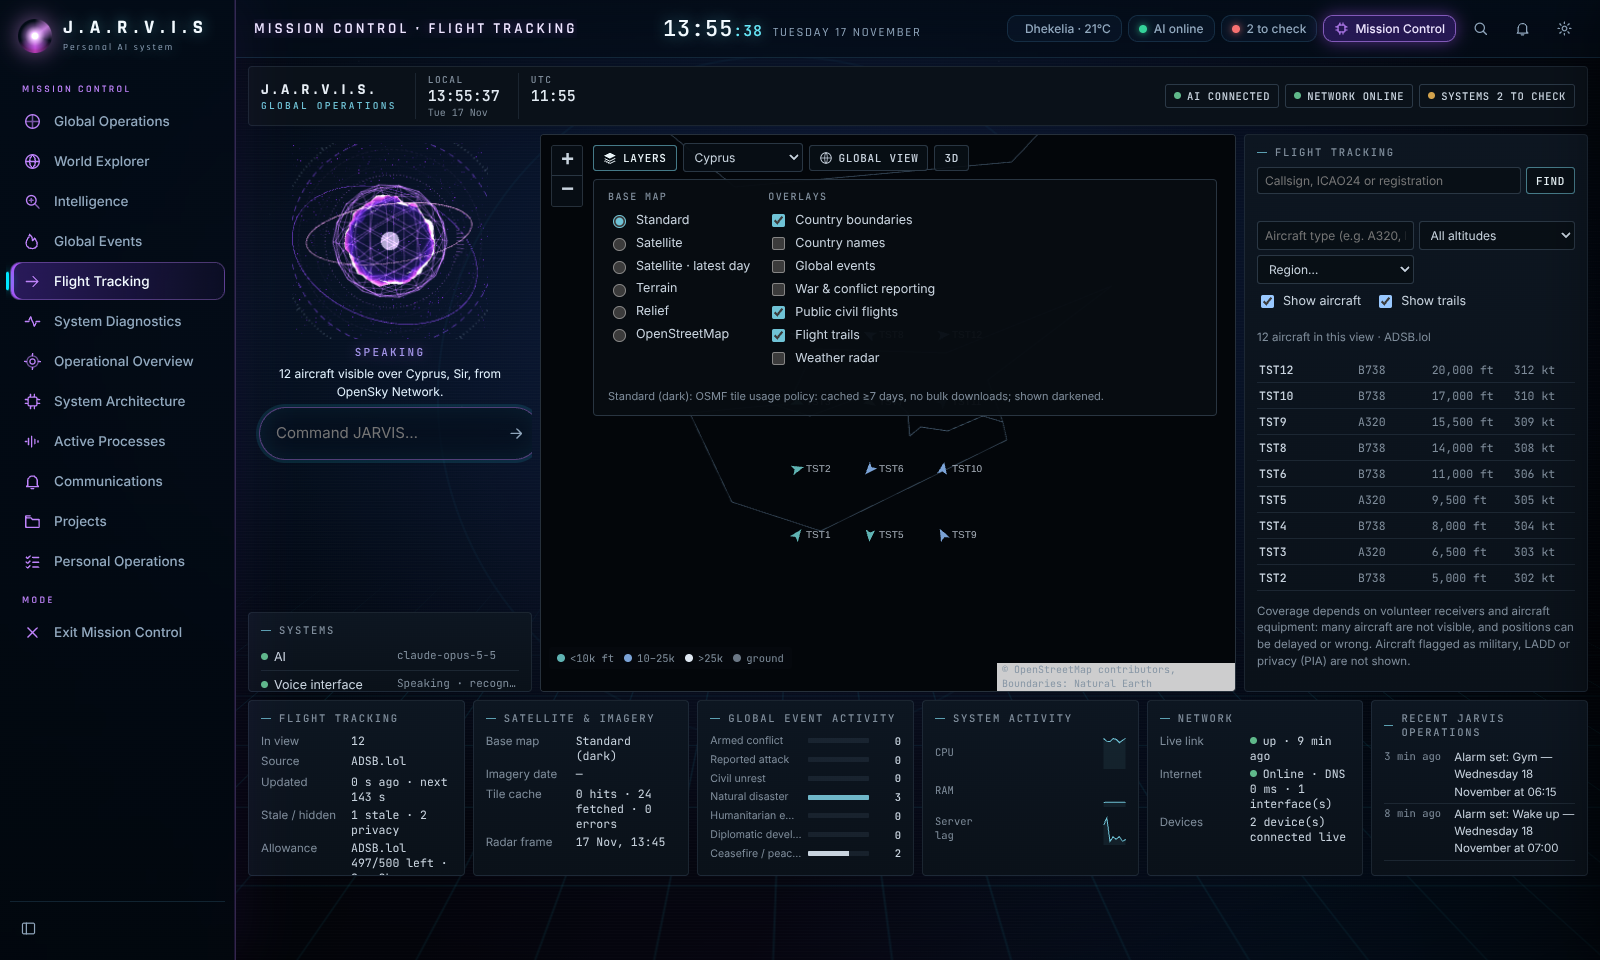 J.A.R.V.I.S
Personal AI system
MISSION CONTROL · FLIGHT TRACKING
13:55:38 TUESDAY 17 NOVEMBER
Dhekelia · 21°C
AI online
2 to check
Mission Control
MISSION CONTROL
Global Operations
World Explorer
Intelligence
Global Events
Flight Tracking
System Diagnostics
Operational Overview
System Architecture
Active Processes
Communications
Projects
Personal Operations
MODE
Exit Mission Control
J.A.R.V.I.S.
GLOBAL OPERATIONS
LOCAL
13:55:37
Tue 17 Nov
UTC
11:55
AI CONNECTED
NETWORK ONLINE
SYSTEMS 2 TO CHECK
SPEAKING
12 aircraft visible over Cyprus, Sir, from
OpenSky Network.
Command JARVIS...
SYSTEMS
AI claude-opus-5-5
Voice interface Speaking · recogn…
+
−
LAYERS
Cyprus
GLOBAL VIEW
3D
BASE MAP
Standard
Satellite
Satellite · latest day
Terrain
Relief
OpenStreetMap
OVERLAYS
Country boundaries
Country names
Global events
War & conflict reporting
Public civil flights
Flight trails
Weather radar
Standard (dark): OSMF tile usage policy: cached ≥7 days, no bulk downloads; shown darkened.
TST2 TST6 TST10
TST1 TST5 TST9
<10k ft 10–25k >25k ground
© OpenStreetMap contributors,
Boundaries: Natural Earth
FLIGHT TRACKING
Callsign, ICAO24 or registration
FIND
Aircraft type (e.g. A320,
All altitudes
Region...
Show aircraft
Show trails
12 aircraft in this view · ADSB.lol
TST12 B738 20,000 ft 312 kt
TST10 B738 17,000 ft 310 kt
TST9 A320 15,500 ft 309 kt
TST8 B738 14,000 ft 308 kt
TST6 B738 11,000 ft 306 kt
TST5 A320 9,500 ft 305 kt
TST4 B738 8,000 ft 304 kt
TST3 A320 6,500 ft 303 kt
TST2 B738 5,000 ft 302 kt
Coverage depends on volunteer receivers and aircraft
equipment: many aircraft are not visible, and positions can
be delayed or wrong. Aircraft flagged as military, LADD or
privacy (PIA) are not shown.
FLIGHT TRACKING
In view 12
Source ADSB.lol
Updated 0 s ago · next
143 s
Stale / hidden 1 stale · 2
privacy
Allowance ADSB.lol
497/500 left ·
SATELLITE & IMAGERY
Base map Standard
(dark)
Imagery date —
Tile cache 0 hits · 24
fetched · 0
errors
Radar frame 17 Nov, 13:45
GLOBAL EVENT ACTIVITY
Armed conflict 0
Reported attack 0
Civil unrest 0
Natural disaster 3
Humanitarian e… 0
Diplomatic devel… 0
Ceasefire / peac… 2
SYSTEM ACTIVITY
CPU
RAM
Server
lag
NETWORK
Live link up · 9 min
ago
Internet Online · DNS
0 ms · 1
interface(s)
Devices 2 device(s)
connected live
RECENT JARVIS
OPERATIONS
3 min ago Alarm set: Gym —
Wednesday 18
November at 06:15
8 min ago Alarm set: Wake up —
Wednesday 18
November at 07:00